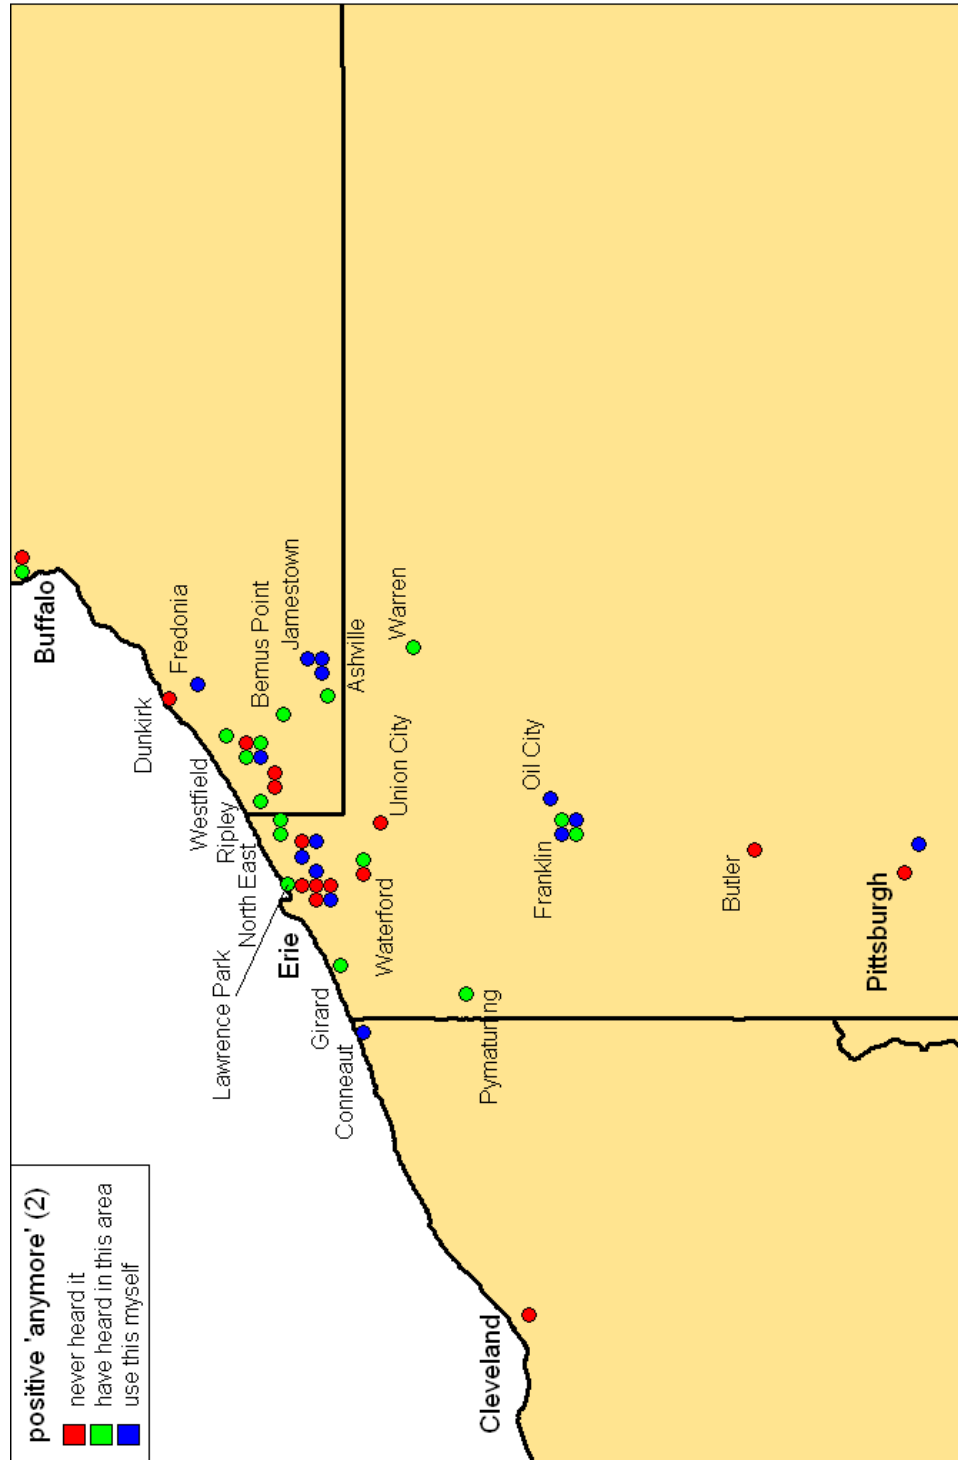 positive 'anymore' (2)
never heard it
have heard in this area
use this myself
Buffalo
Dunkirk
Fredonia
Westfield
Bemus Point
Ripley
Jamestown
North East
Ashville
Lawrence Park
Erie
Warren
Girard
Waterford
Union City
Conneaut
Pymatuning
Oil City
Franklin
Cleveland
Butler
Pittsburgh